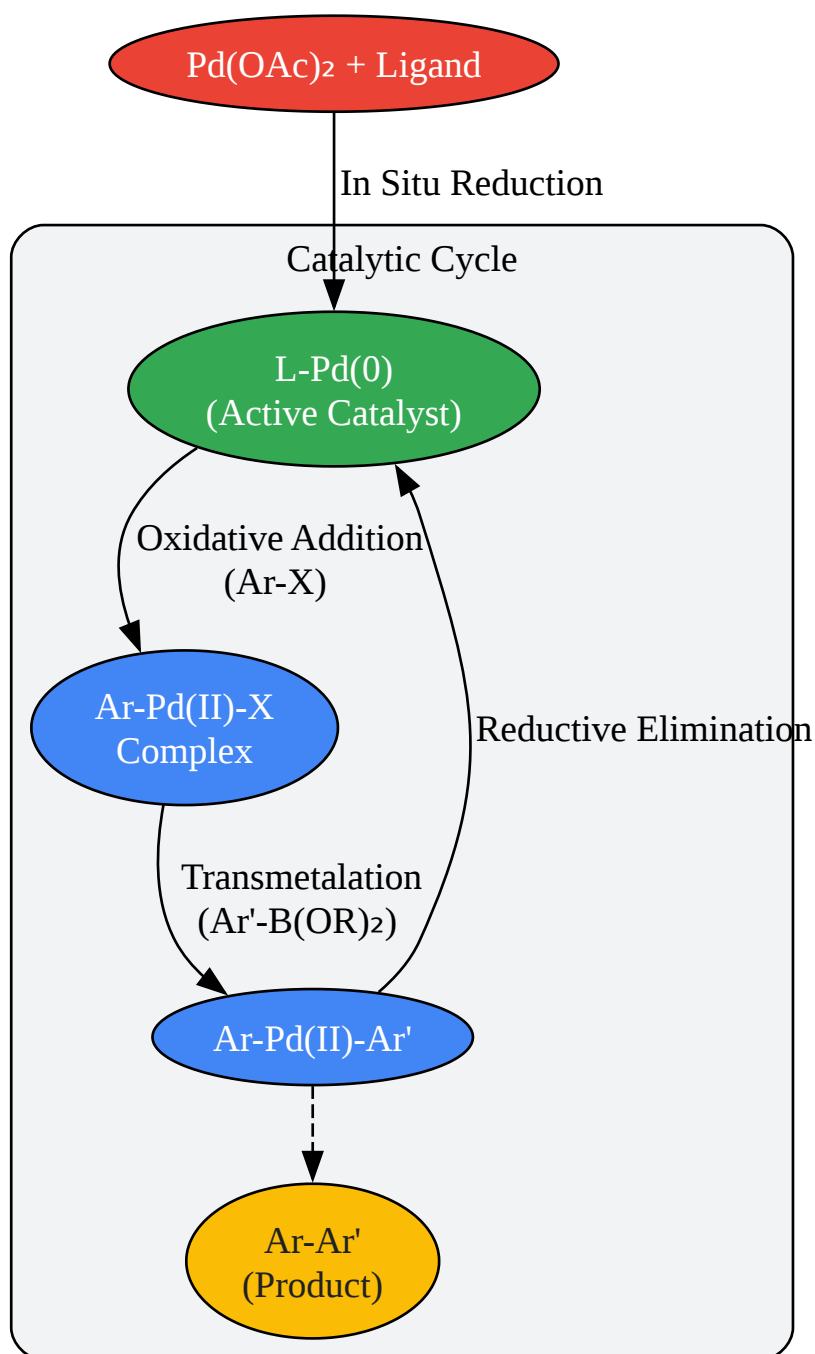 Pd(OAc)₂ + Ligand
In Situ Reduction
Catalytic Cycle
L-Pd(0)
(Active Catalyst)
Oxidative Addition
(Ar-X)
Ar-Pd(II)-X
Complex
Reductive Elimination
Transmetalation
(Ar'-B(OR)₂)
Ar-Pd(II)-Ar'
Ar-Ar'
(Product)